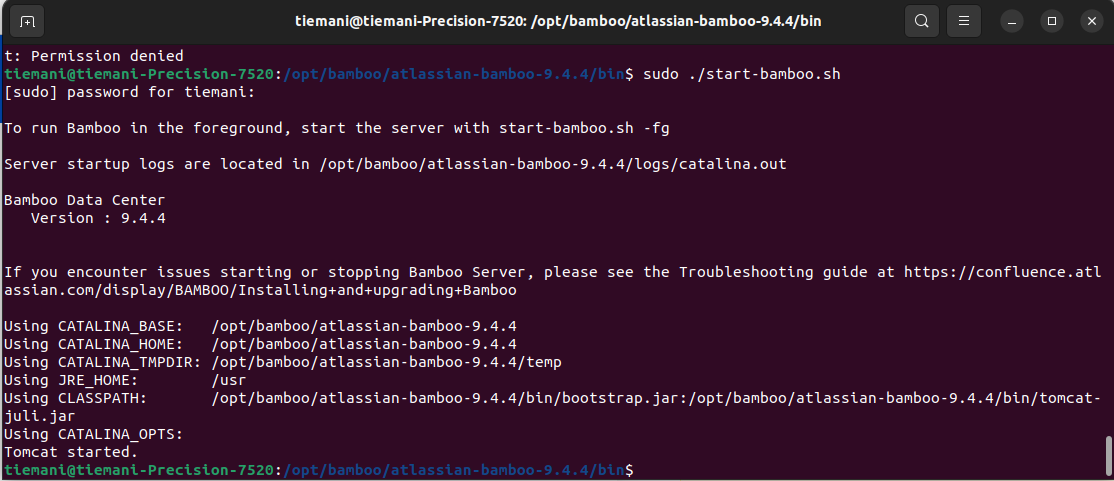 tiemani@tiemani-Precision-7520: /opt/bamboo/atlassian-bamboo-9.4.4/bin
t: Permission denied
tiemani@tiemani-Precision-7520:/opt/bamboo/atlassian-bamboo-9.4.4/bin$ sudo ./start-bamboo.sh
[sudo] password for tiemani:
To run Bamboo in the foreground, start the server with start-bamboo.sh -fg
Server startup logs are located in /opt/bamboo/atlassian-bamboo-9.4.4/logs/catalina.out
Bamboo Data Center
   Version : 9.4.4
If you encounter issues starting or stopping Bamboo Server, please see the Troubleshooting guide at https://confluence.atl
assian.com/display/BAMBOO/Installing+and+upgrading+Bamboo
Using CATALINA_BASE:   /opt/bamboo/atlassian-bamboo-9.4.4
Using CATALINA_HOME:   /opt/bamboo/atlassian-bamboo-9.4.4
Using CATALINA_TMPDIR: /opt/bamboo/atlassian-bamboo-9.4.4/temp
Using JRE_HOME:        /usr
Using CLASSPATH:       /opt/bamboo/atlassian-bamboo-9.4.4/bin/bootstrap.jar:/opt/bamboo/atlassian-bamboo-9.4.4/bin/tomcat-
juli.jar
Using CATALINA_OPTS:
Tomcat started.
tiemani@tiemani-Precision-7520:/opt/bamboo/atlassian-bamboo-9.4.4/bin$